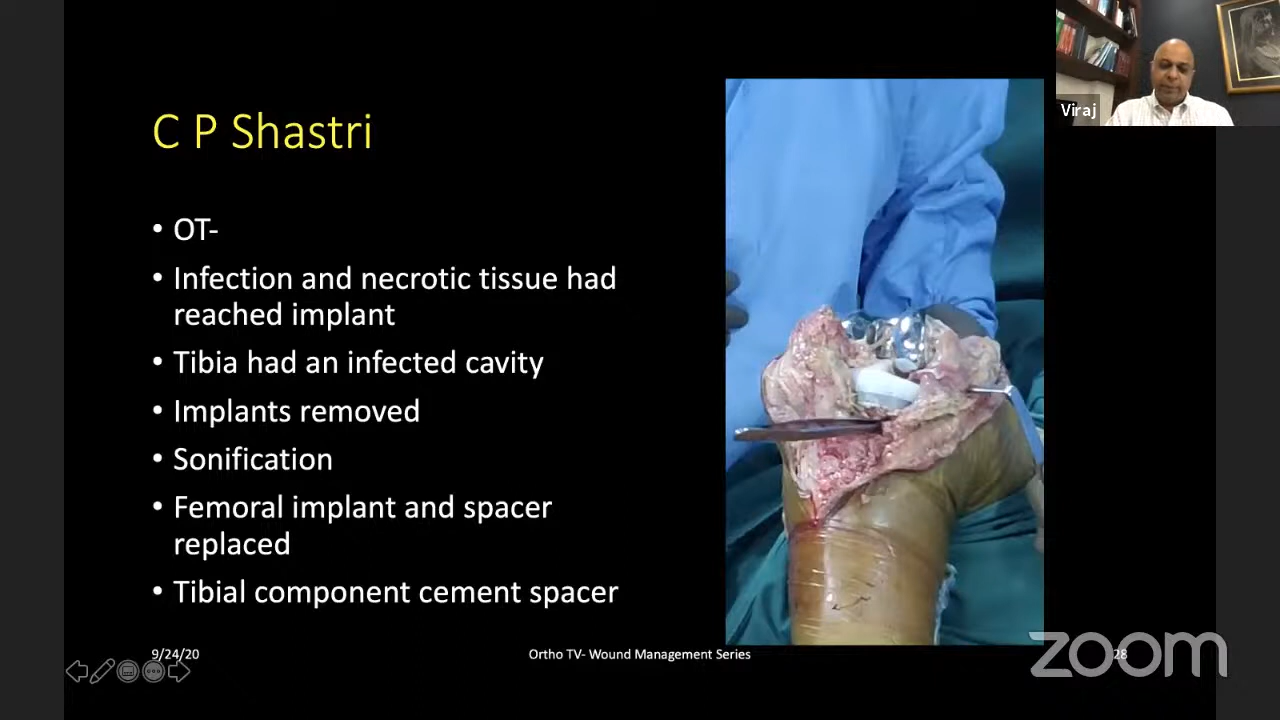 C P Shastri
• OT-
• Infection and necrotic tissue had
reached implant
• Tibia had an infected cavity
• Implants removed
• Sonification
• Femoral implant and spacer
replaced
• Tibial component cement spacer
9/24/20
Ortho TV- Wound Management Series
28
Viraj
zoom